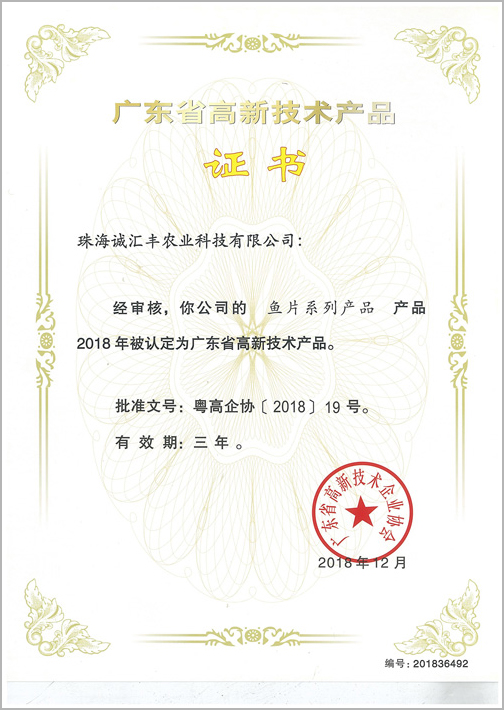 广东省高新技术产品
证书
珠海诚汇丰农业科技有限公司：
经审核，你公司的 鱼片系列产品 产品
2018 年被认定为广东省高新技术产品。
批准文号：粤高企协〔2018〕19 号。
有 效 期：三 年 。
广东省高新技术企业协会
2018 年 12 月
编号：201836492